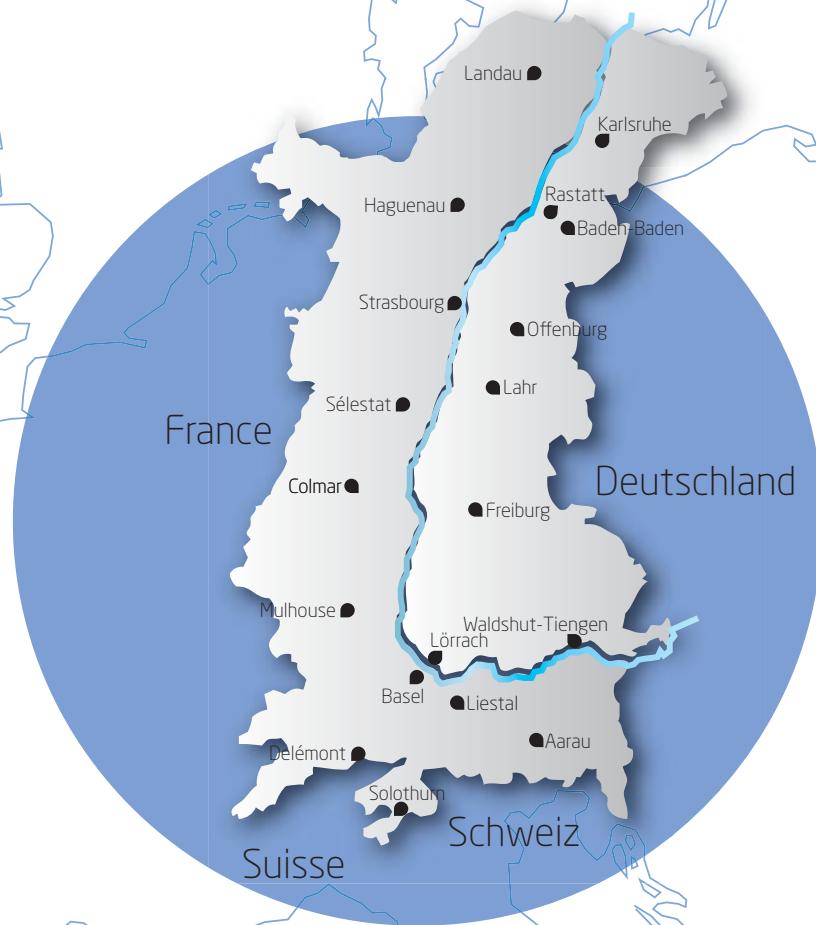 Landau
Karlsruhe
Haguenau
Rastatt
Baden-Baden
Strasbourg
Offenburg
Lahr
Sélestat
France
Deutschland
Colmar
Freiburg
Mulhouse
Waldshut-Tiengen
Lörrach
Basel
Liestal
Aarau
Delémont
Solothurn
Schweiz
Suisse